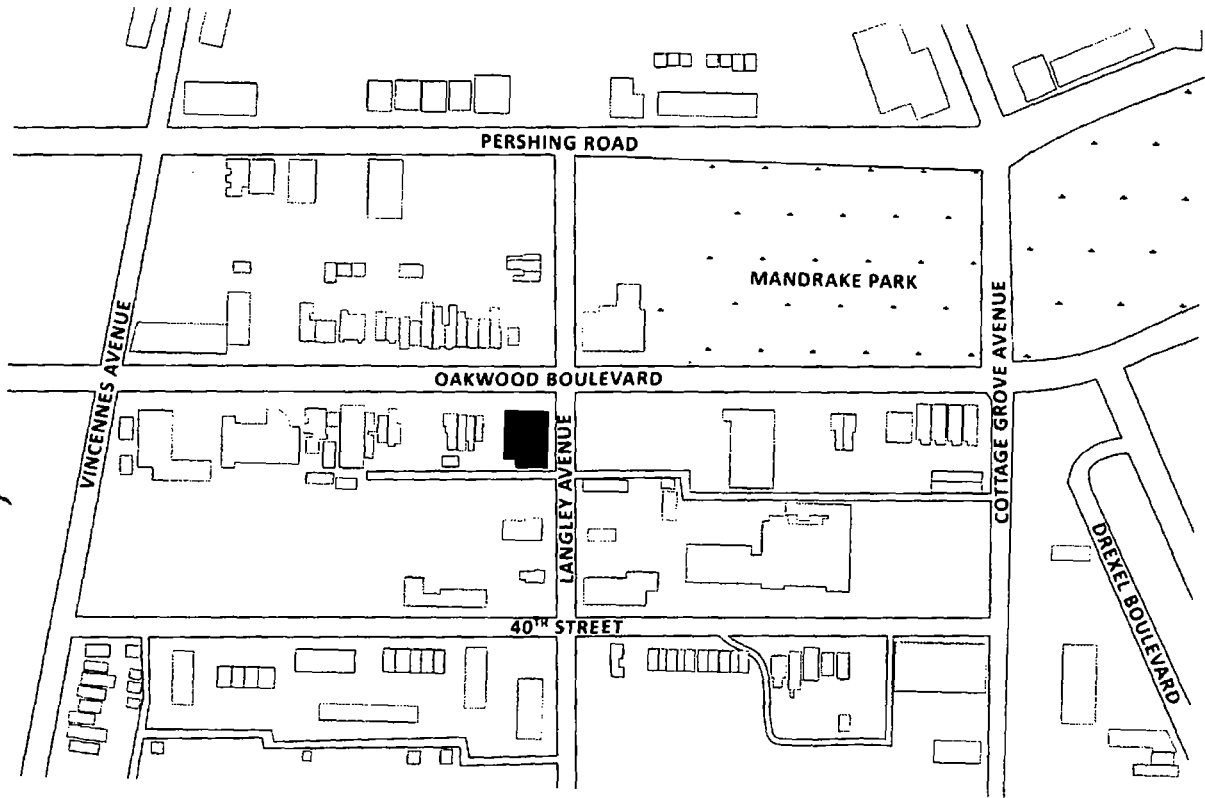 PERSHING ROAD
MANDRAKE PARK
VINCENNES AVENUE
OAKWOOD BOULEVARD
COTTAGE GROVE AVENUE
LANGLEY AVENUE
DREXEL BOULEVARD
40TH STREET